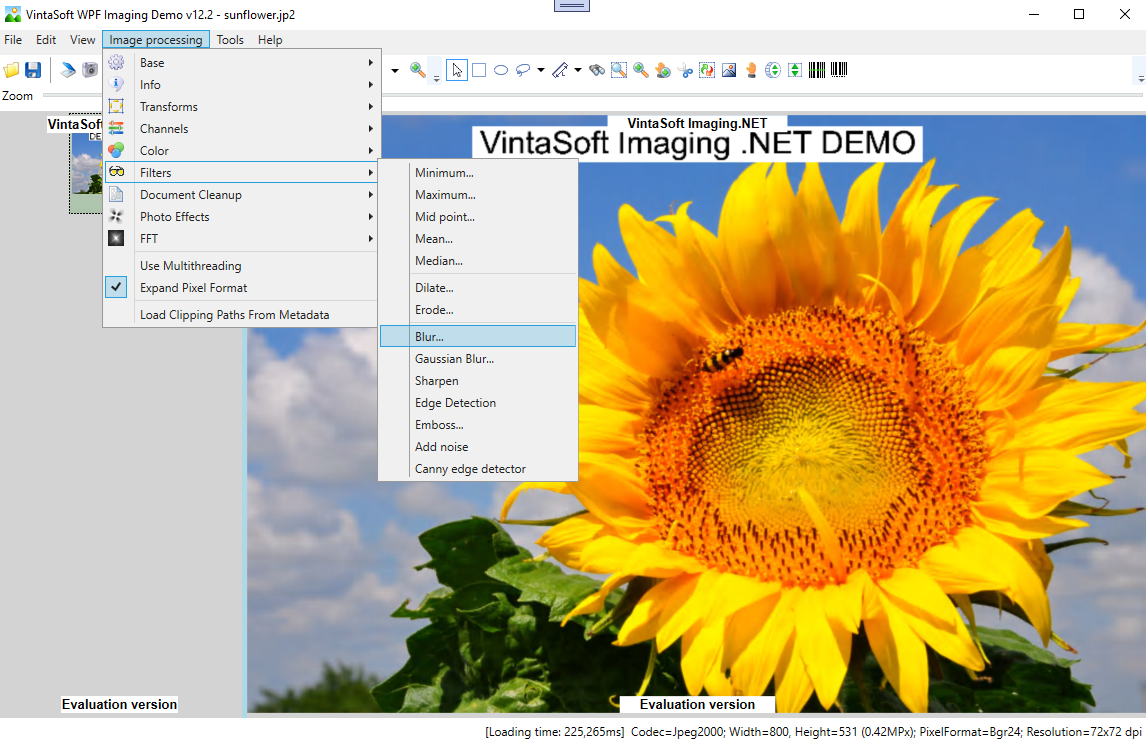 VintaSoft WPF Imaging Demo v12.2 - sunflower.jp2
File Edit View Image processing Tools Help
Zoom
Base
Info
Transforms
Channels
Color
Filters
Document Cleanup
Photo Effects
FFT
Use Multithreading
Expand Pixel Format
Load Clipping Paths From Metadata
Minimum...
Maximum...
Mid point...
Mean...
Median...
Dilate...
Erode...
Blur...
Gaussian Blur...
Sharpen
Edge Detection
Emboss...
Add noise
Canny edge detector
VintaSoft
DE
VintaSoft Imaging.NET
VintaSoft Imaging .NET DEMO
Evaluation version
Evaluation version
[Loading time: 225,265ms] Codec=Jpeg2000; Width=800, Height=531 (0.42MPx); PixelFormat=Bgr24; Resolution=72x72 dpi